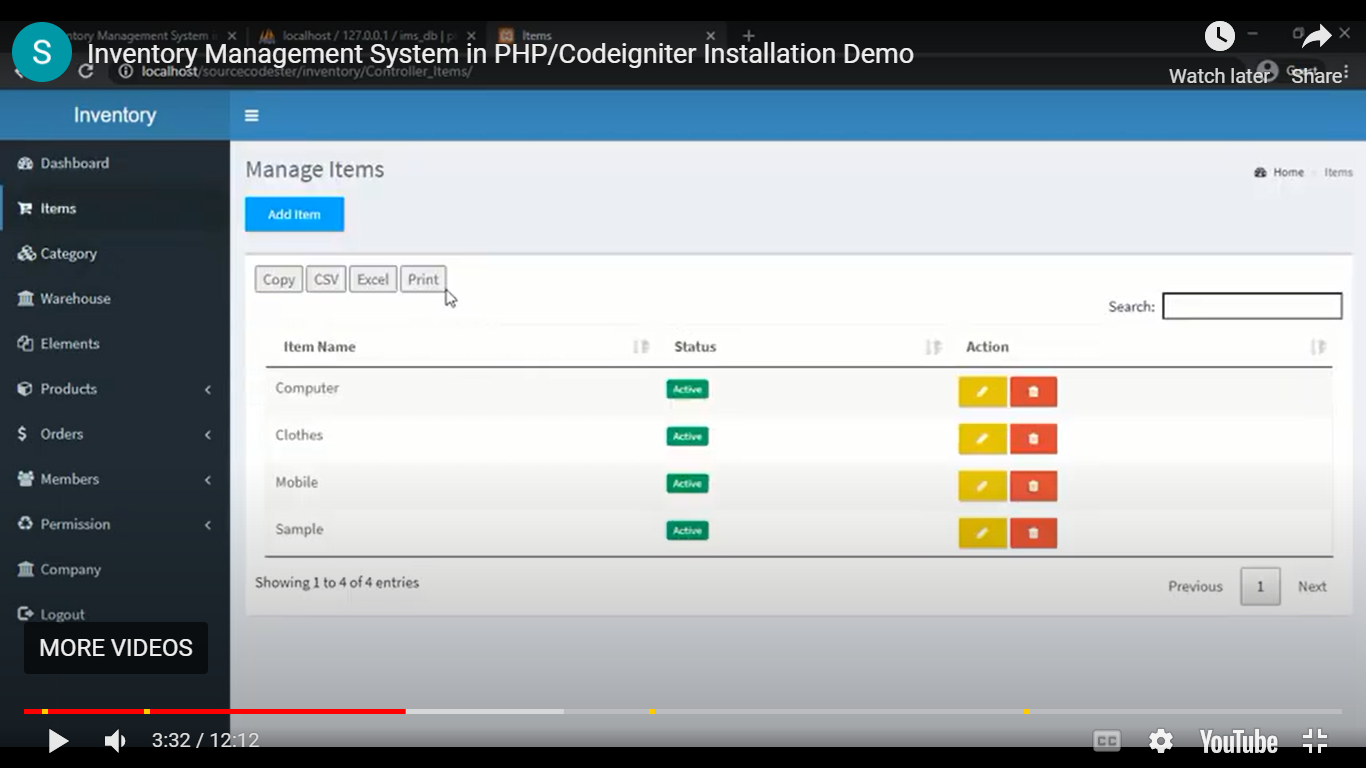 ntory Management System i
localhost / 127.0.0.1 / ims_db | p
Items
S
Inventory Management System in PHP/Codeigniter Installation Demo
localhost/sourcecodester/inventory/Controller_Items/
Watch later
Share
Inventory
Dashboard
Items
Category
Warehouse
Elements
Products
Orders
Members
Permission
Company
Logout
Manage Items
Home
Items
Add Item
Copy CSV Excel Print
Search:
Item Name Status Action
Computer Active
Clothes Active
Mobile Active
Sample Active
Showing 1 to 4 of 4 entries
Previous 1 Next
MORE VIDEOS
3:32 / 12:12
CC
YouTube